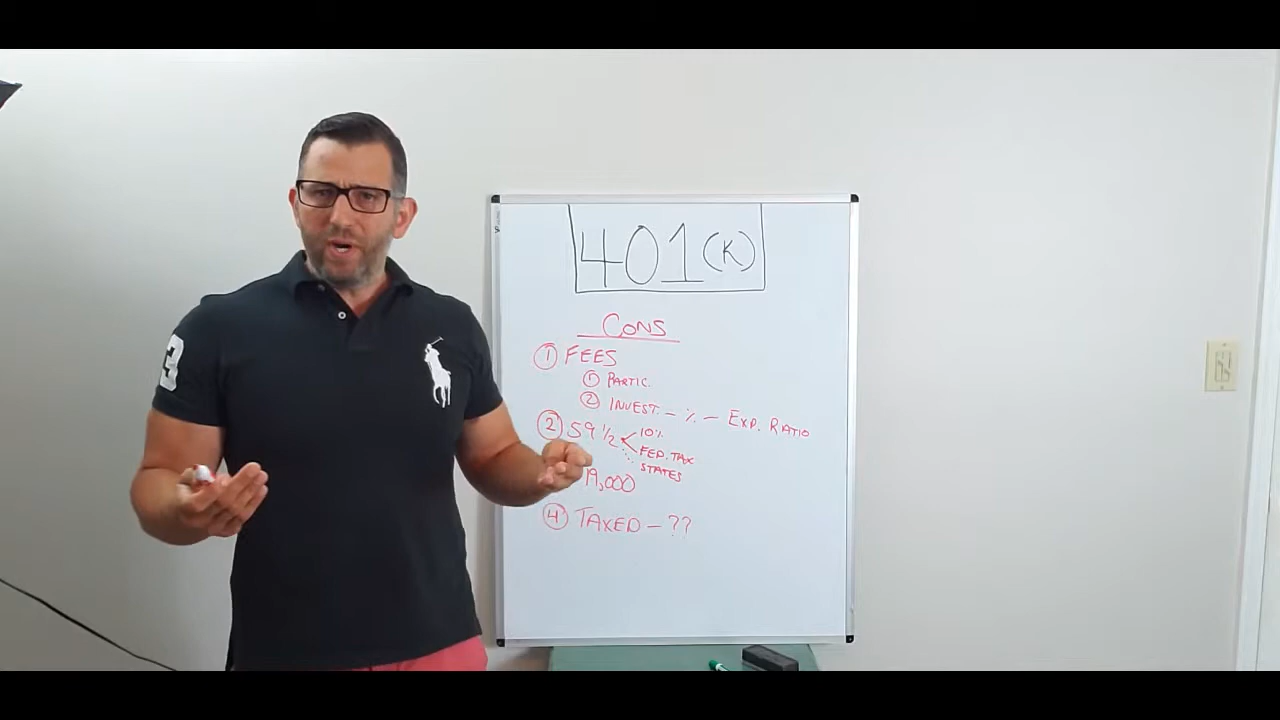 3
401(K)
CONS
① FEES
① PARTIC.
② INVEST. - % - EXP. RATIO
② 59 1/2
10%
FED. TAX
STATES
19,000
④ TAXED - ??